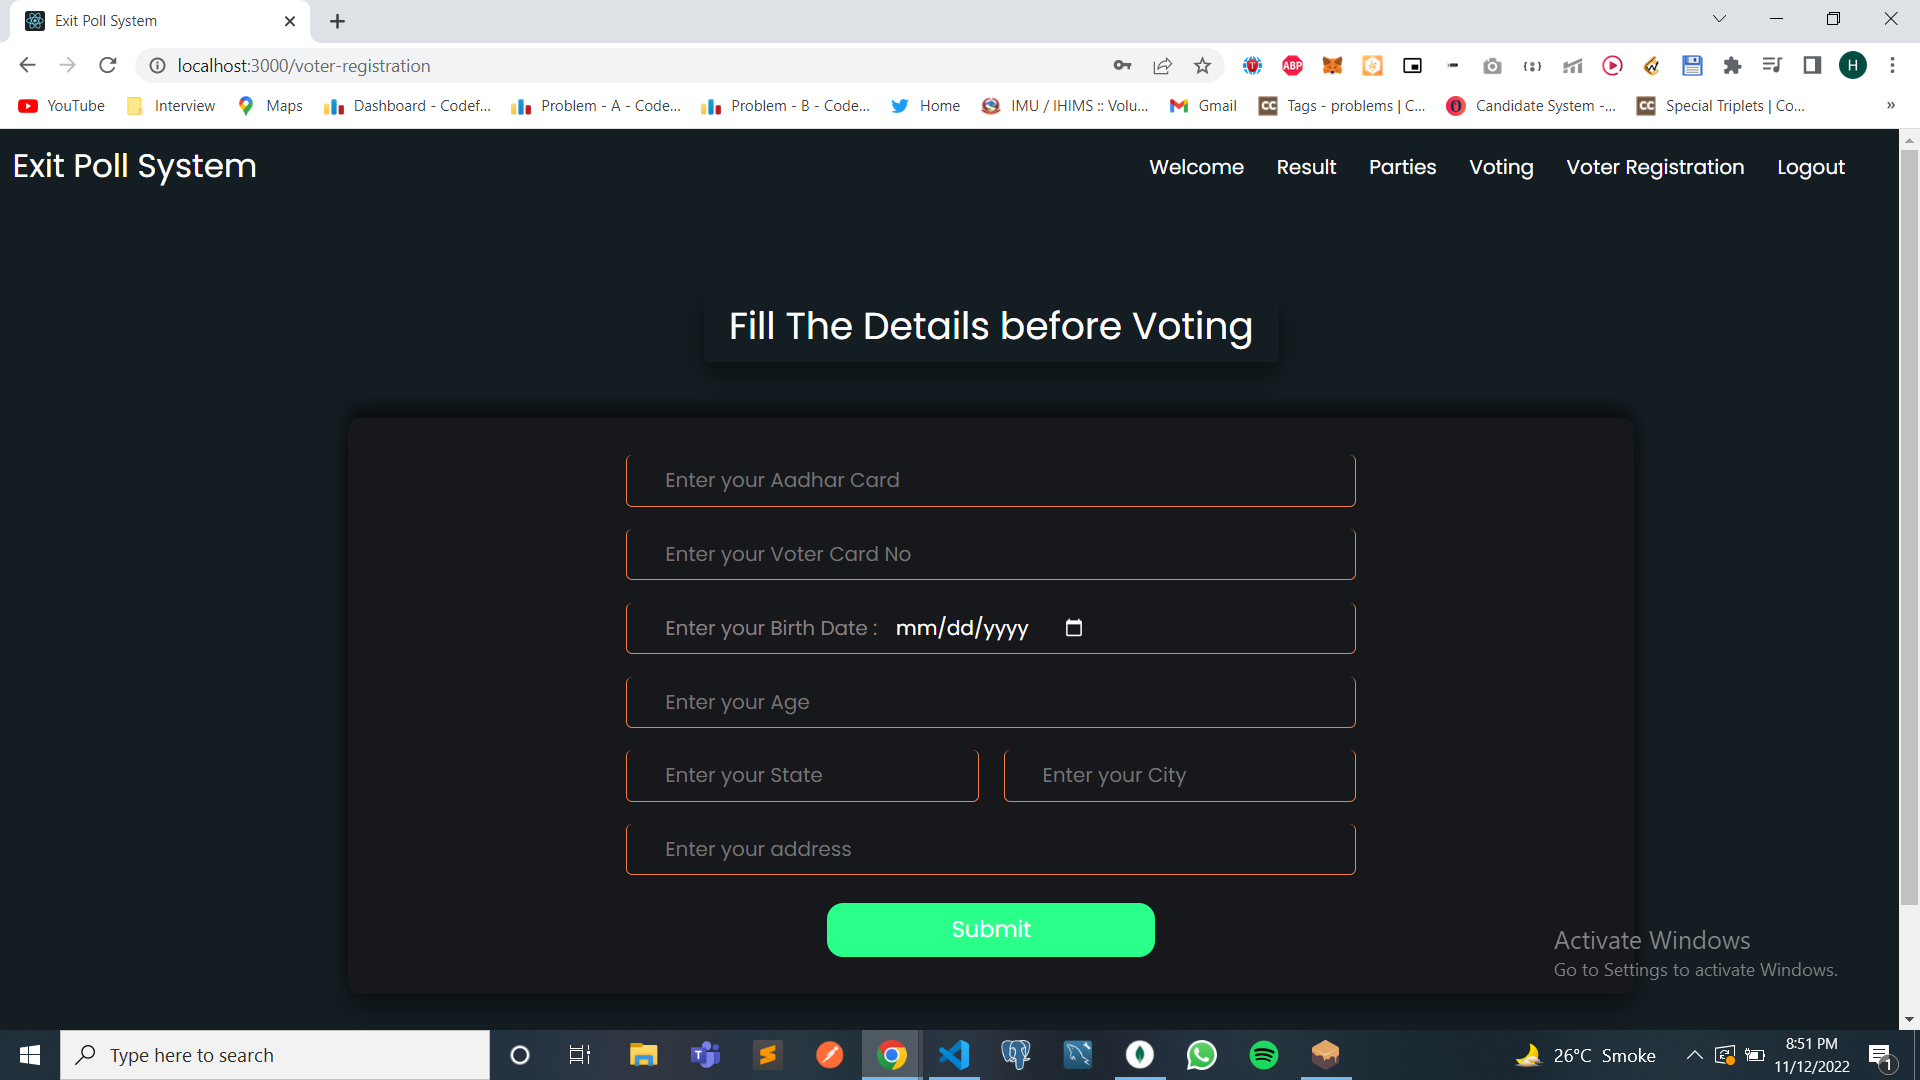 Exit Poll System
localhost:3000/voter-registration
ABP
H
YouTube
Interview
Maps
Dashboard - Codef...
Problem - A - Code...
Problem - B - Code...
Home
IMU / IHIMS :: Volu...
Gmail
CC
Tags - problems | C...
Candidate System -...
CC
Special Triplets | Co...
»
Exit Poll System
Welcome
Result
Parties
Voting
Voter Registration
Logout
Fill The Details before Voting
Enter your Aadhar Card
Enter your Voter Card No
Enter your Birth Date : mm/dd/yyyy
Enter your Age
Enter your State
Enter your City
Enter your address
Submit
Activate Windows
Go to Settings to activate Windows.
Type here to search
26°C Smoke
8:51 PM
11/12/2022
1